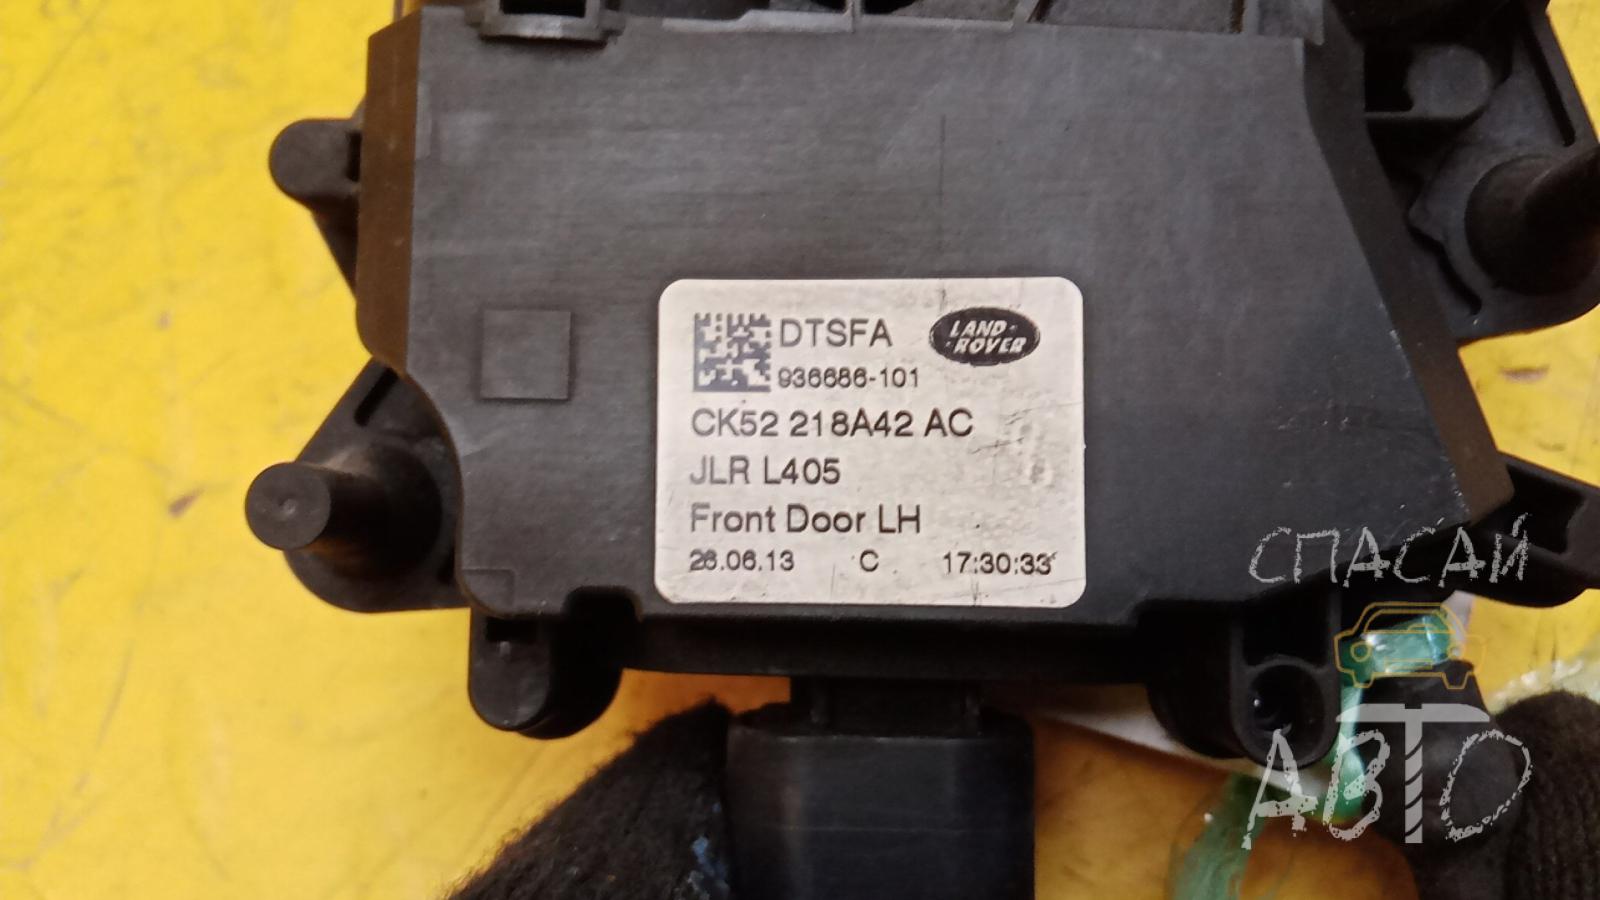 DTSFA
LAND-
-ROVER
936686-101
CK52 218A42 AC
JLR L405
Front Door LH
26.06.13 C 17:30:33
СПАСАЙ
АВТО